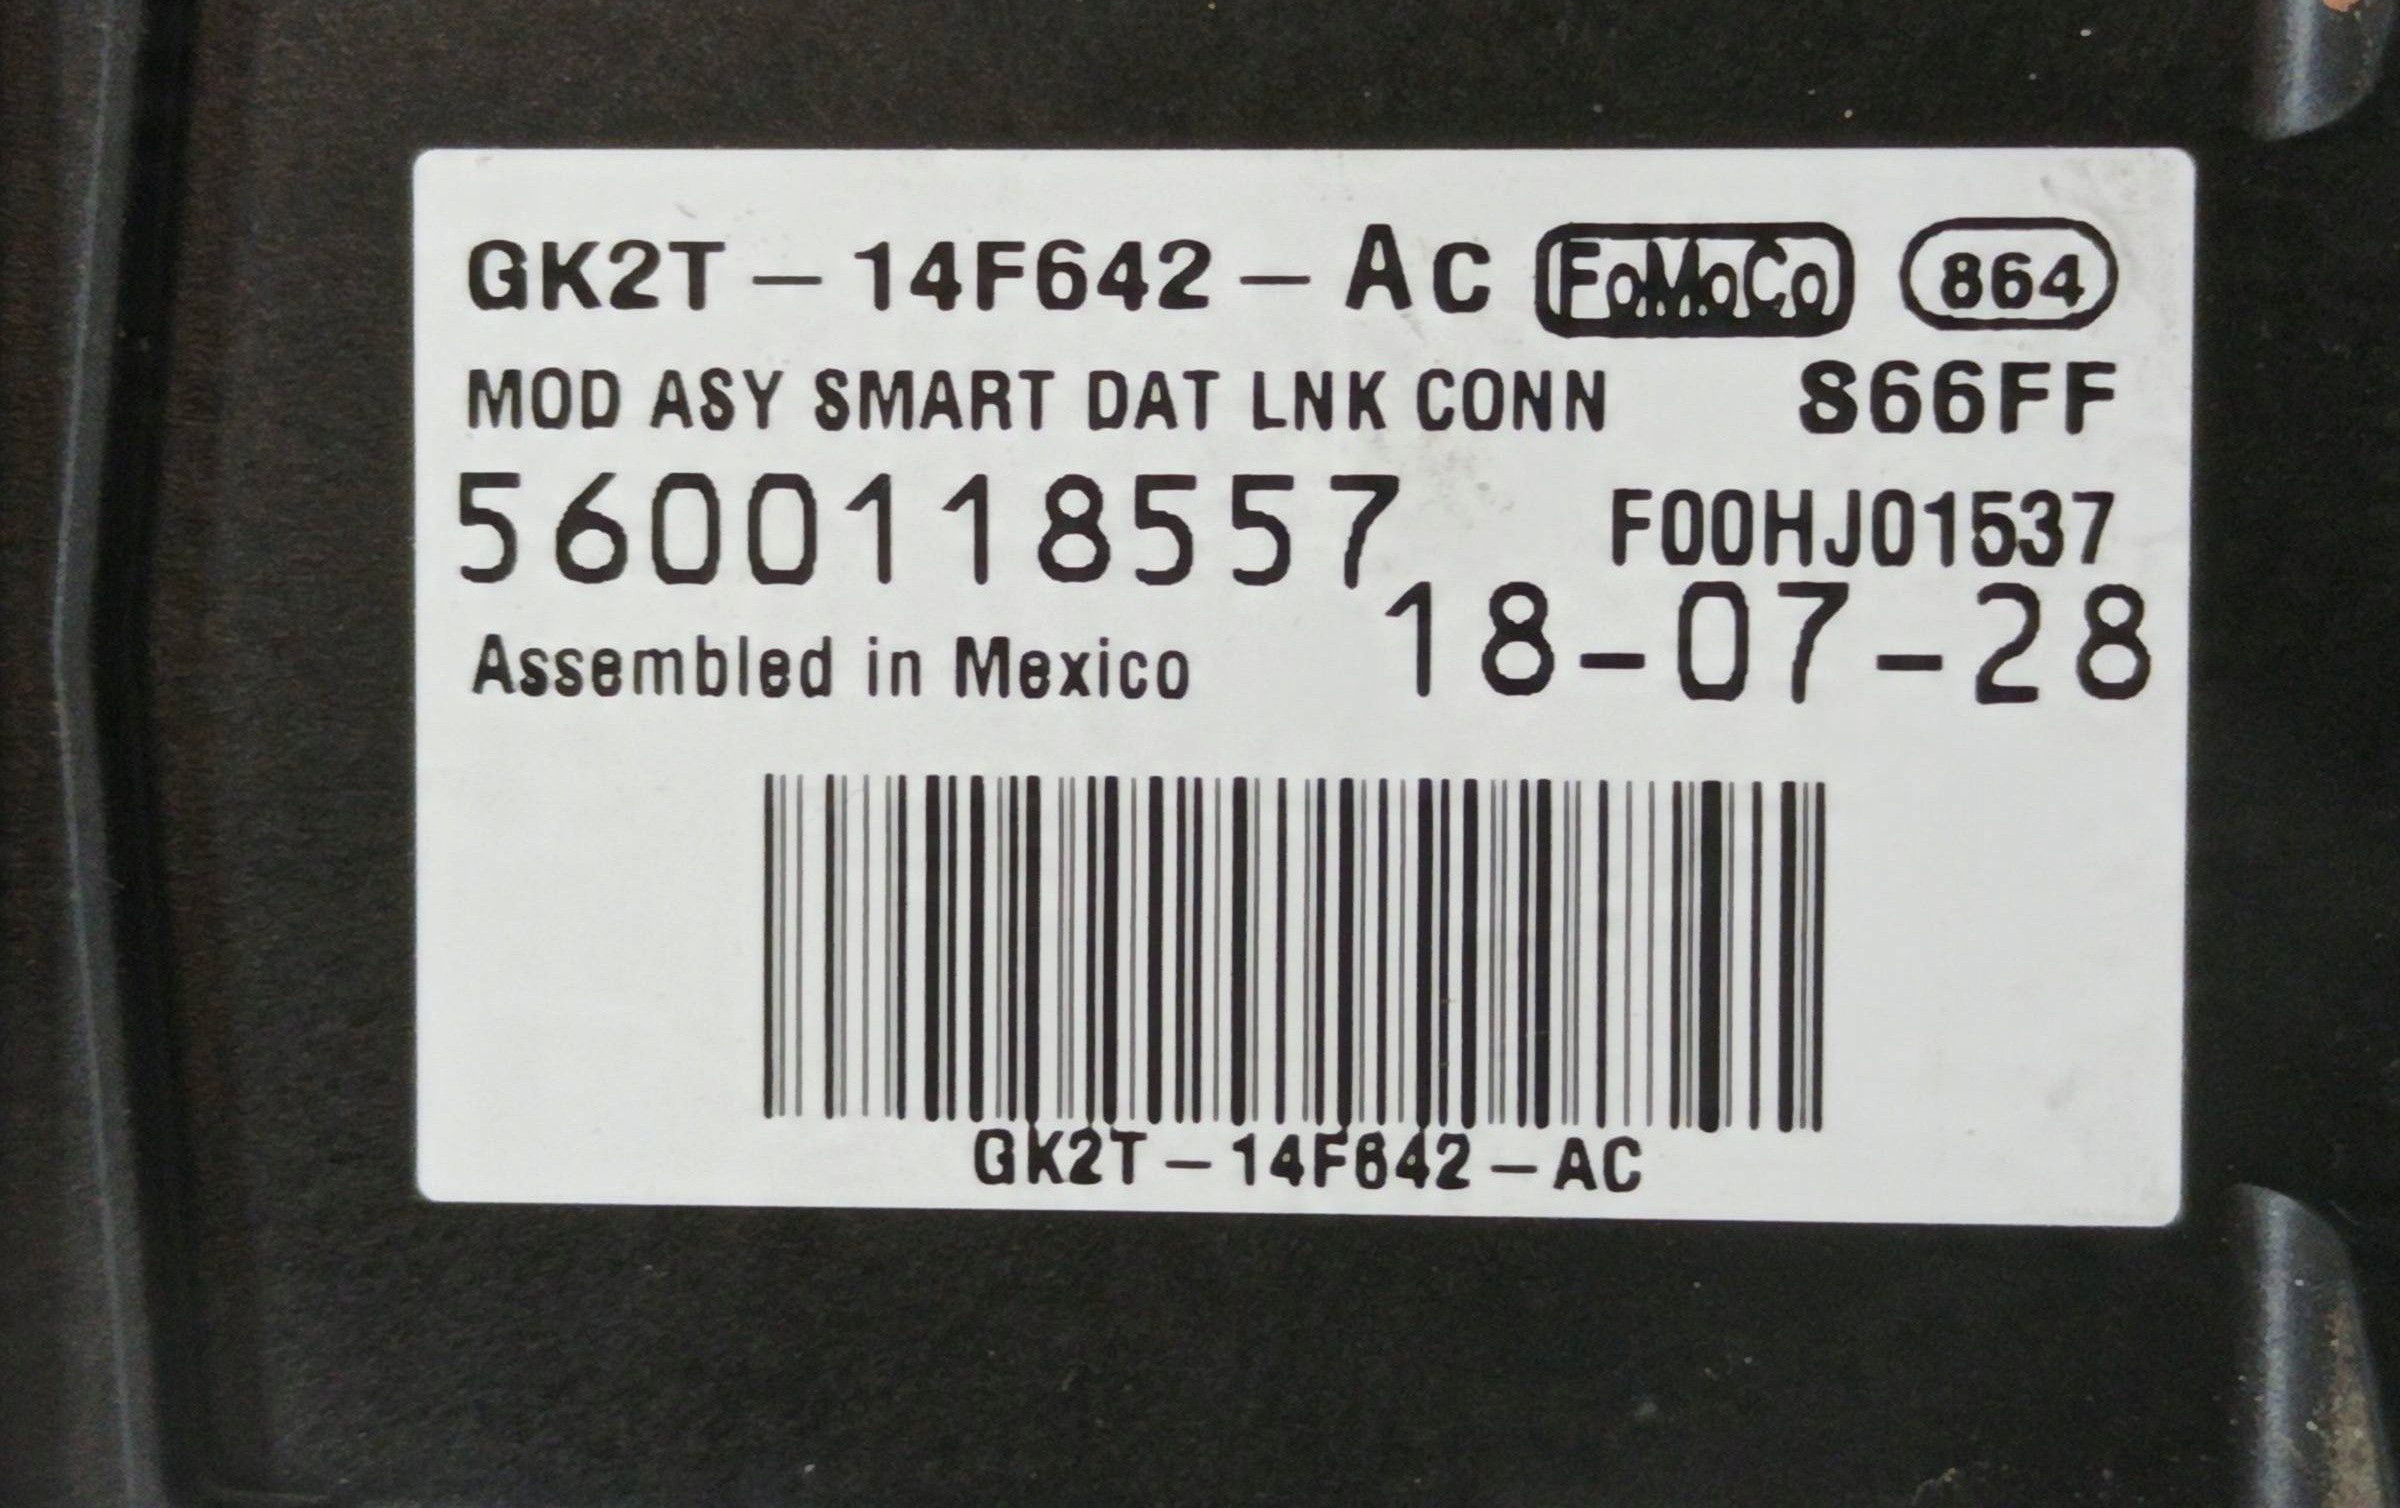 GK2T - 14F642 - AC FoMoCo 864
MOD ASY SMART DAT LNK CONN 866FF
5600118557 F00HJ01537
Assembled in Mexico 18-07-28
GK2T - 14F642 - AC